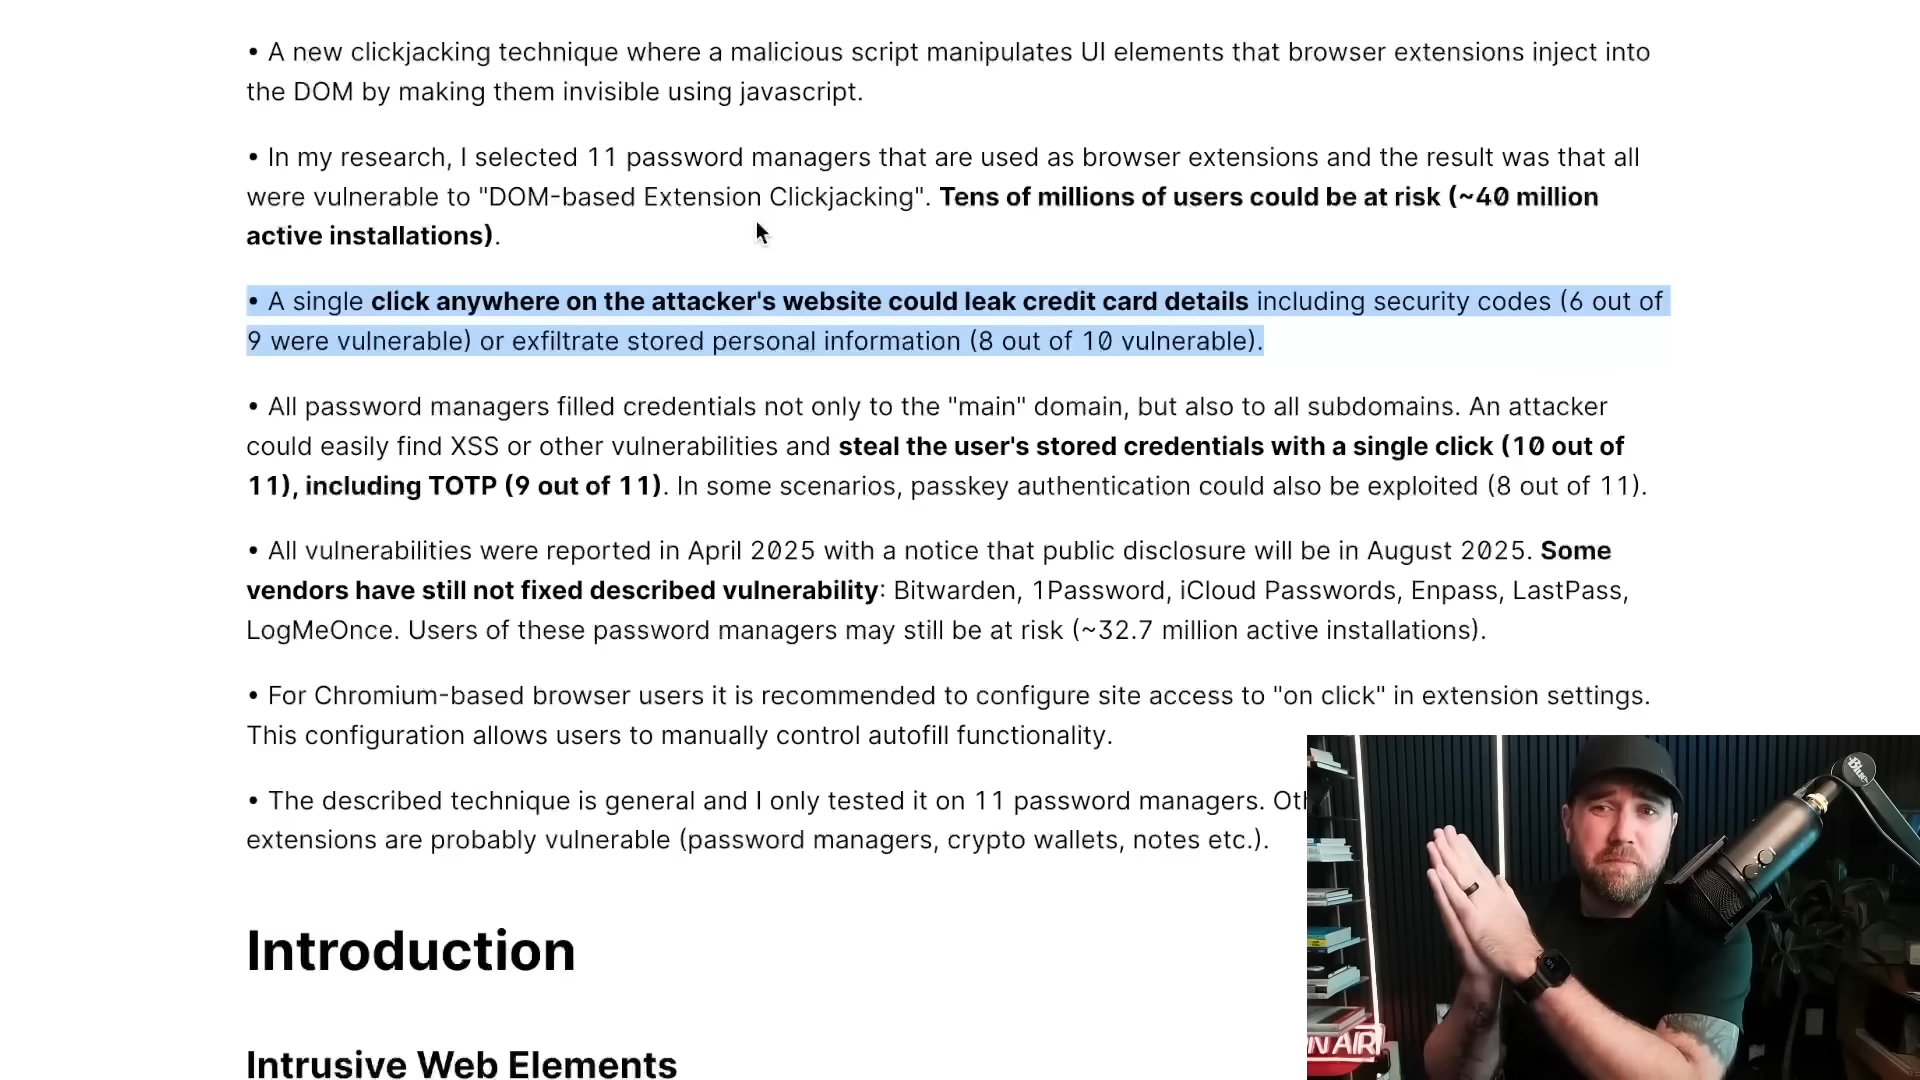 • A new clickjacking technique where a malicious script manipulates UI elements that browser extensions inject into
the DOM by making them invisible using javascript.
• In my research, I selected 11 password managers that are used as browser extensions and the result was that all
were vulnerable to "DOM-based Extension Clickjacking". Tens of millions of users could be at risk (~40 million
active installations).
• A single click anywhere on the attacker's website could leak credit card details including security codes (6 out of
9 were vulnerable) or exfiltrate stored personal information (8 out of 10 vulnerable).
• All password managers filled credentials not only to the "main" domain, but also to all subdomains. An attacker
could easily find XSS or other vulnerabilities and steal the user's stored credentials with a single click (10 out of
11), including TOTP (9 out of 11). In some scenarios, passkey authentication could also be exploited (8 out of 11).
• All vulnerabilities were reported in April 2025 with a notice that public disclosure will be in August 2025. Some
vendors have still not fixed described vulnerability: Bitwarden, 1Password, iCloud Passwords, Enpass, LastPass,
LogMeOnce. Users of these password managers may still be at risk (~32.7 million active installations).
• For Chromium-based browser users it is recommended to configure site access to "on click" in extension settings.
This configuration allows users to manually control autofill functionality.
• The described technique is general and I only tested it on 11 password managers.
extensions are probably vulnerable (password managers, crypto wallets, notes etc.).
Blue
Introduction
N AIR
Intrusive Web Elements